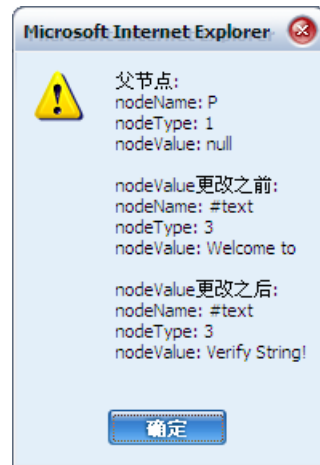 Microsoft Internet Explorer
父节点:
nodeName: P
nodeType: 1
nodeValue: null
nodeValue更改之前:
nodeName: #text
nodeType: 3
nodeValue: Welcome to
nodeValue更改之后:
nodeName: #text
nodeType: 3
nodeValue: Verify String!
确定